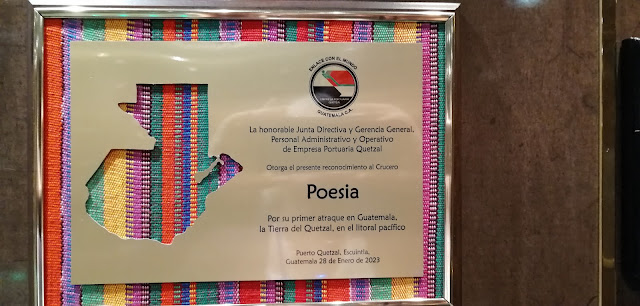 ENLACE CON EL MUNDO
GUATEMALA C.A.
La honorable Junta Directiva y Gerencia General,
Personal Administrativo y Operativo
de Empresa Portuaria Quetzal
Otorga el presente reconocimiento al Crucero
Poesia
Por su primer atraque en Guatemala,
la Tierra del Quetzal, en el litoral pacífico
Puerto Quetzal, Escuintla,
Guatemala 28 de Enero de 2023